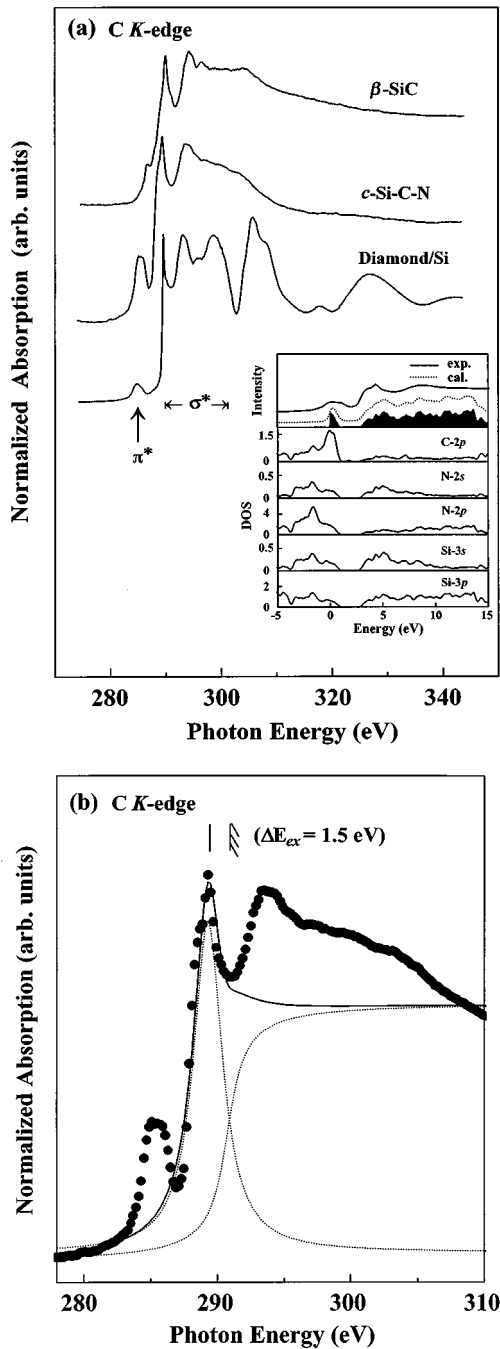 (a) C K-edge
β-SiC
c-Si-C-N
Diamond/Si
Normalized Absorption (arb. units)
σ*
π*
exp.
cal.
Intensity
DOS
1.5
0
C-2p
0.5
0
N-2s
4
2
0
N-2p
0.5
0
Si-3s
2
0
Si-3p
-5 0 5 10 15
Energy (eV)
280 300 320 340
Photon Energy (eV)
(b) C K-edge
(ΔEex = 1.5 eV)
Normalized Absorption (arb. units)
280 290 300 310
Photon Energy (eV)